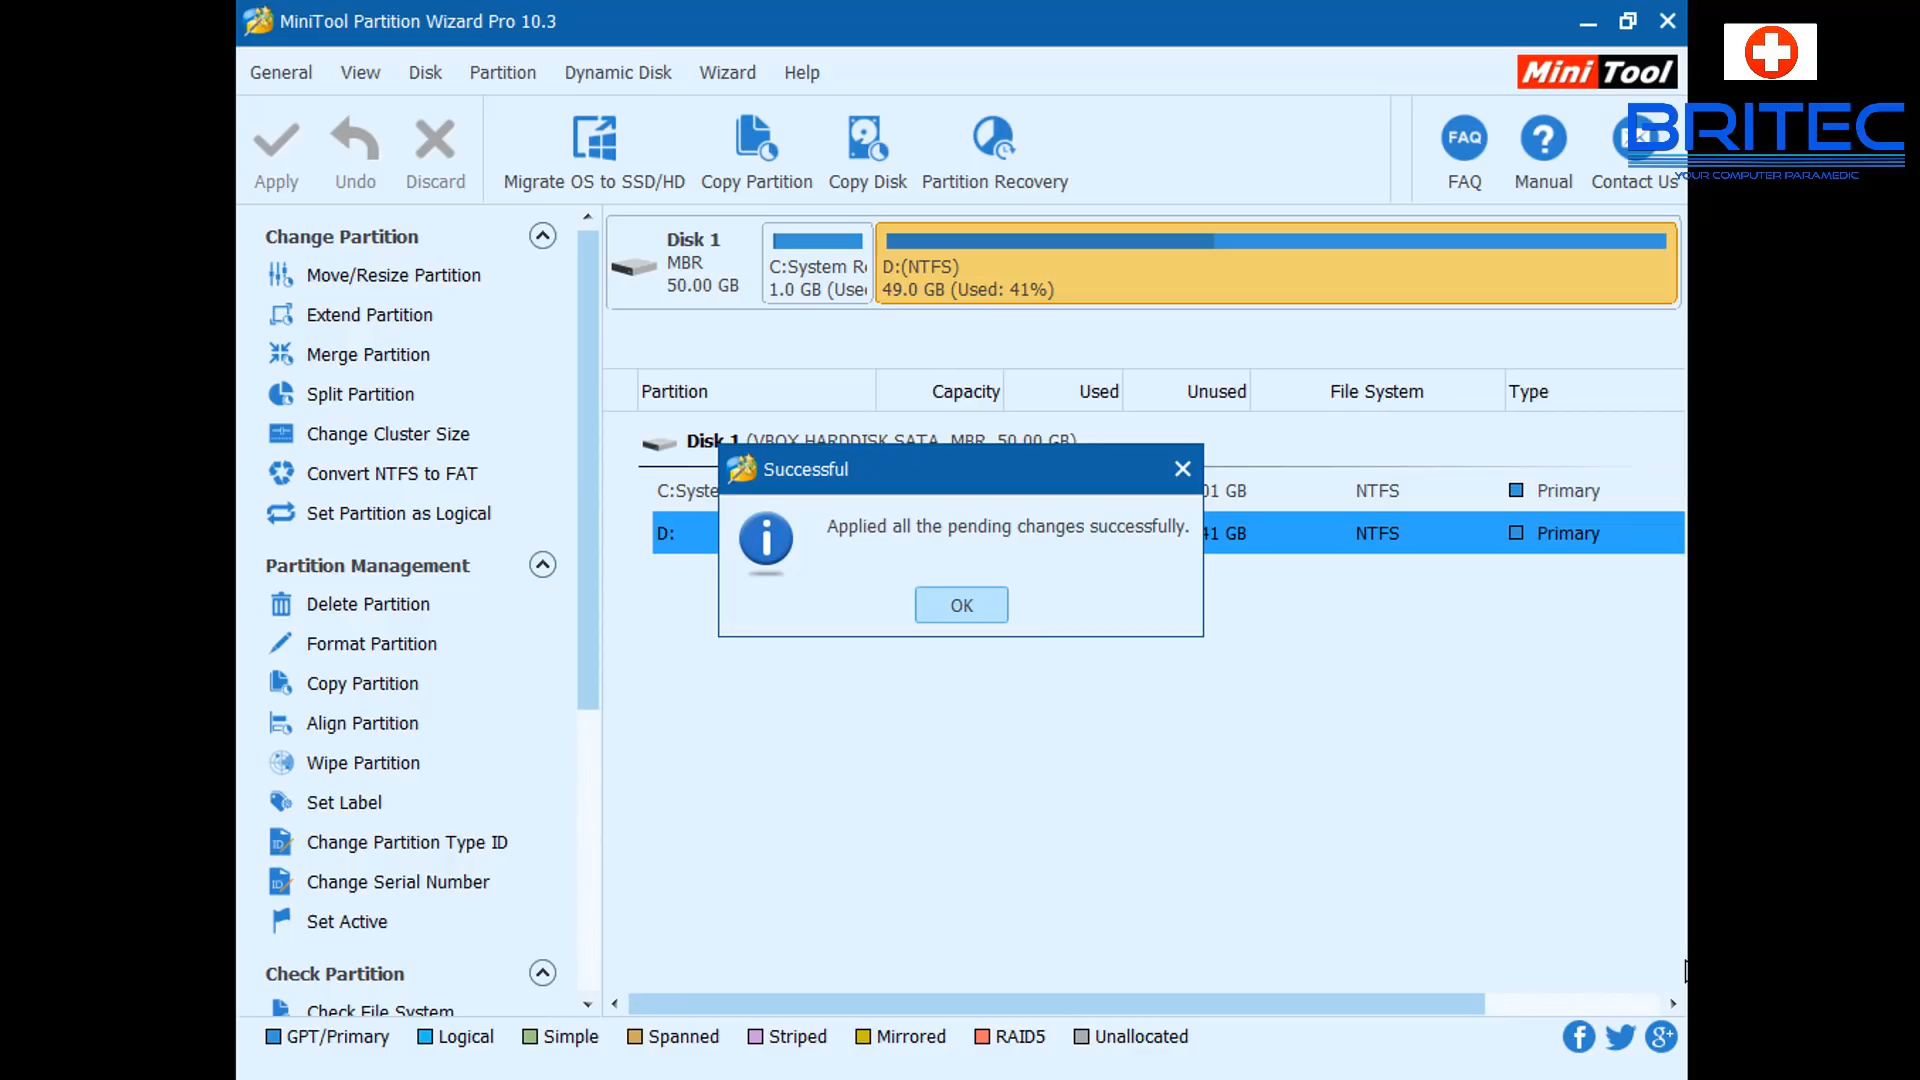 MiniTool Partition Wizard Pro 10.3
General View Disk Partition Dynamic Disk Wizard Help
Mini Tool
BRITEC
YOUR COMPUTER PARAMEDIC
Apply Undo Discard Migrate OS to SSD/HD Copy Partition Copy Disk Partition Recovery FAQ FAQ Manual Contact Us
Change Partition
Move/Resize Partition
Extend Partition
Merge Partition
Split Partition
Change Cluster Size
Convert NTFS to FAT
Set Partition as Logical
Partition Management
Delete Partition
Format Partition
Copy Partition
Align Partition
Wipe Partition
Set Label
Change Partition Type ID
Change Serial Number
Set Active
Check Partition
Check File System
Disk 1
MBR
50.00 GB
C:System Re
1.0 GB (Used
D:(NTFS)
49.0 GB (Used: 41%)
Partition Capacity Used Unused File System Type
Disk 1 (VBOX HARDDISK SATA, MBR, 50.00 GB)
C:Syste 01 GB NTFS Primary
D: 41 GB NTFS Primary
Successful
Applied all the pending changes successfully.
OK
GPT/Primary Logical Simple Spanned Striped Mirrored RAID5 Unallocated